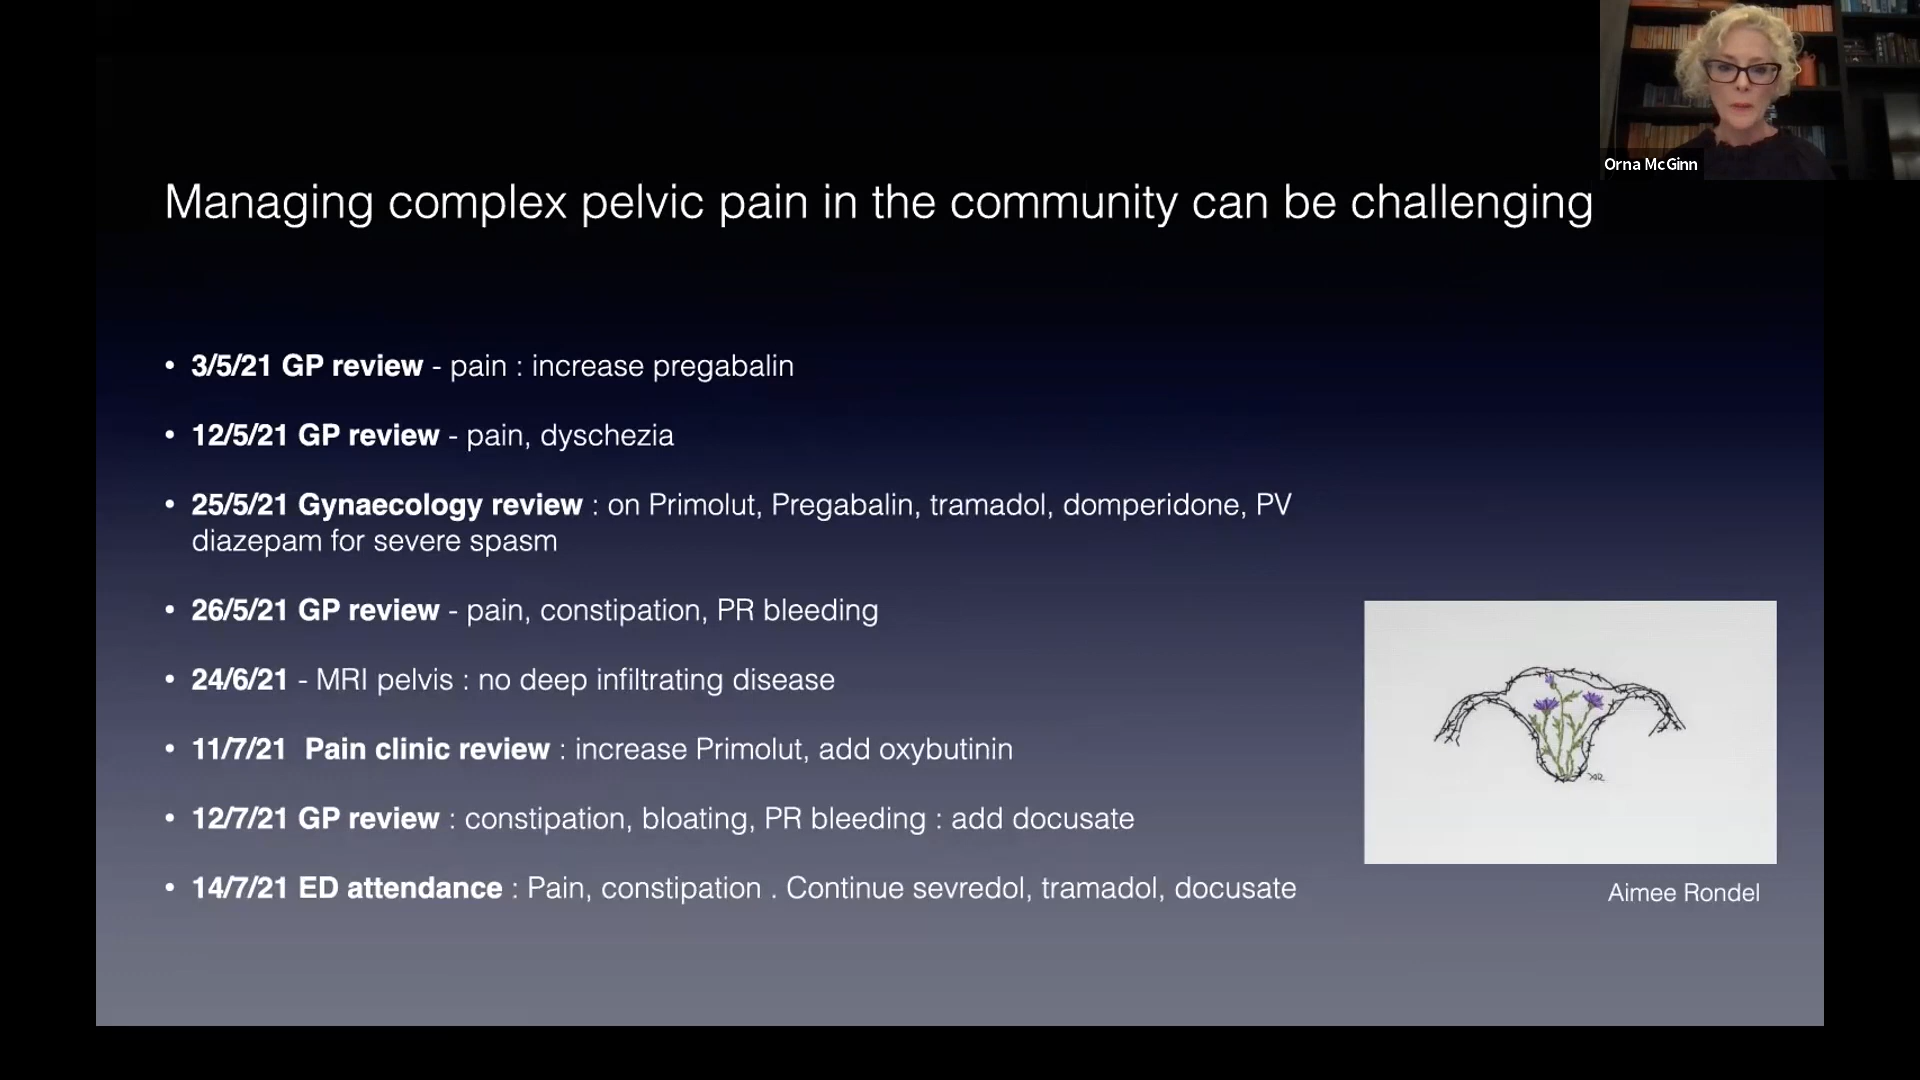 Orna McGinn
Managing complex pelvic pain in the community can be challenging
• 3/5/21 GP review - pain : increase pregabalin
• 12/5/21 GP review - pain, dyschezia
• 25/5/21 Gynaecology review : on Primolut, Pregabalin, tramadol, domperidone, PV
diazepam for severe spasm
• 26/5/21 GP review - pain, constipation, PR bleeding
• 24/6/21 - MRI pelvis : no deep infiltrating disease
• 11/7/21 Pain clinic review : increase Primolut, add oxybutinin
• 12/7/21 GP review : constipation, bloating, PR bleeding : add docusate
• 14/7/21 ED attendance : Pain, constipation . Continue sevredol, tramadol, docusate
Aimee Rondel